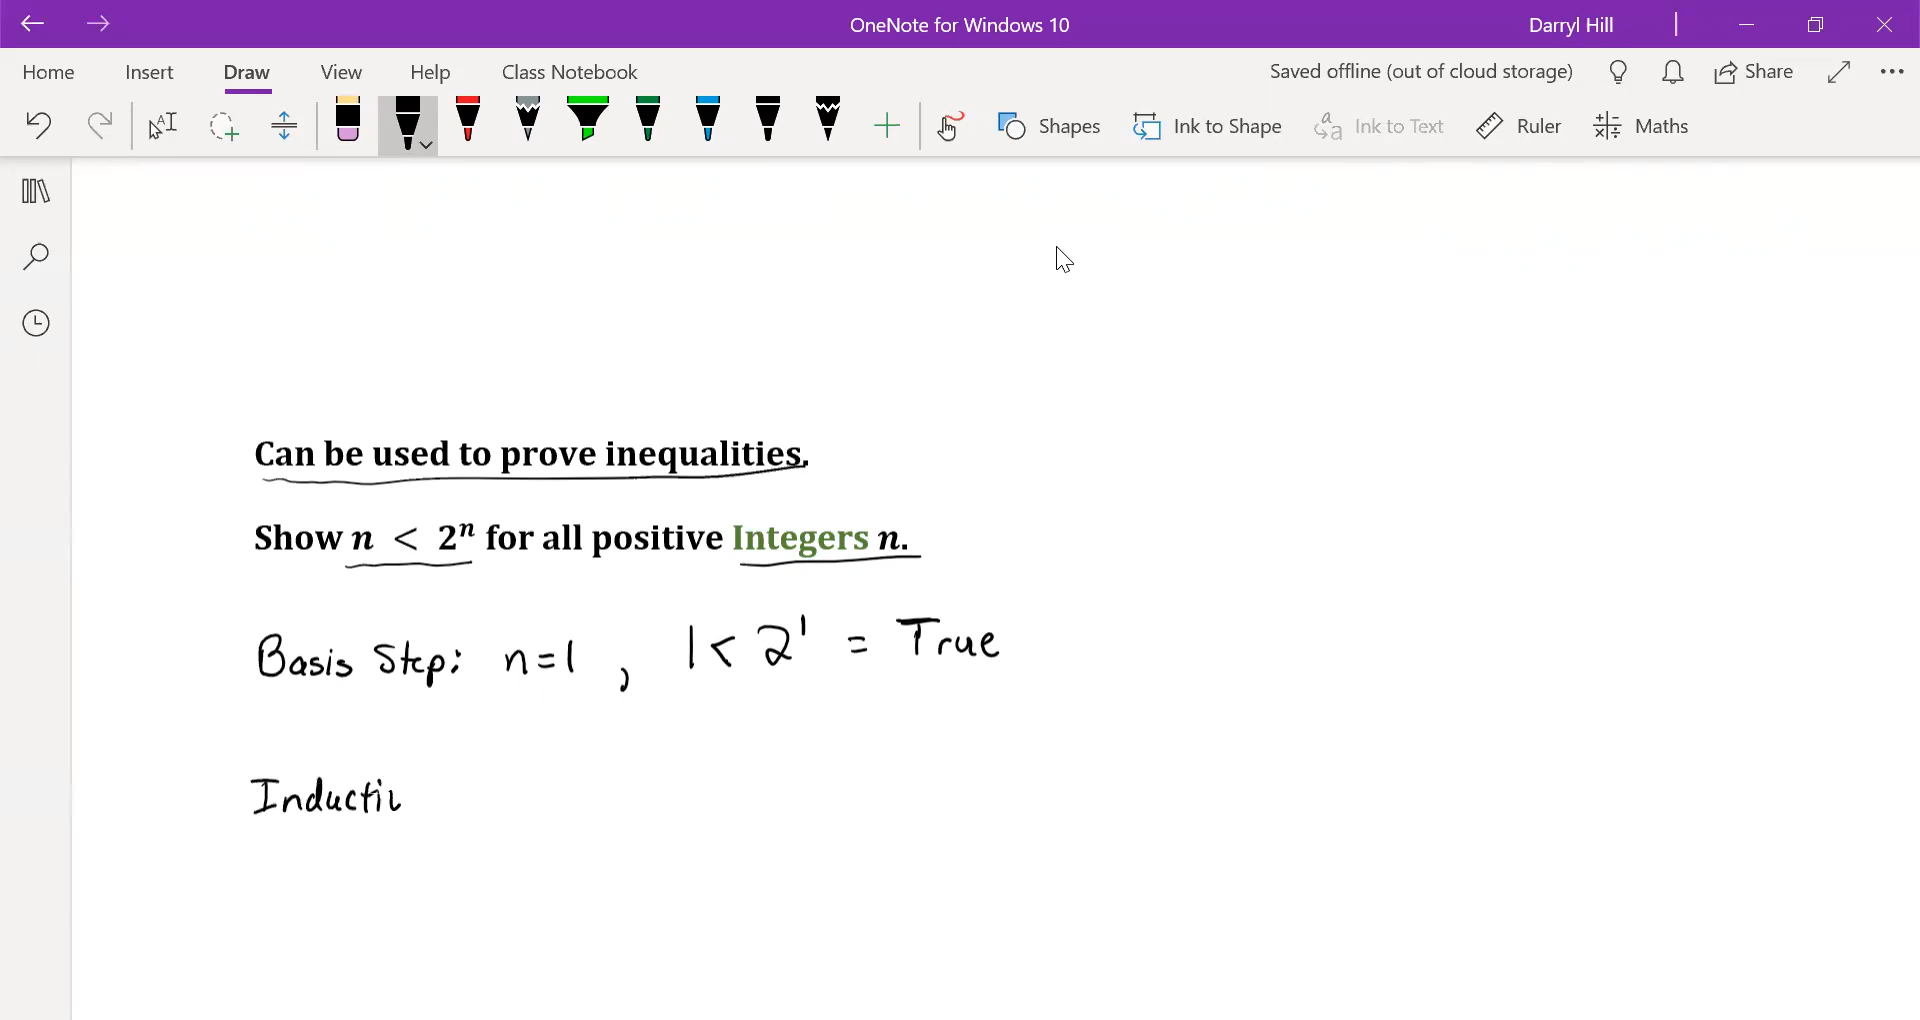 OneNote for Windows 10
Darryl Hill
Home Insert Draw View Help Class Notebook
Saved offline (out of cloud storage) Share
Shapes Ink to Shape Ink to Text Ruler Maths
Can be used to prove inequalities.
Show n < 2ⁿ for all positive Integers n.
Basis Step: n=1 , 1 < 2¹ = True
Inducti